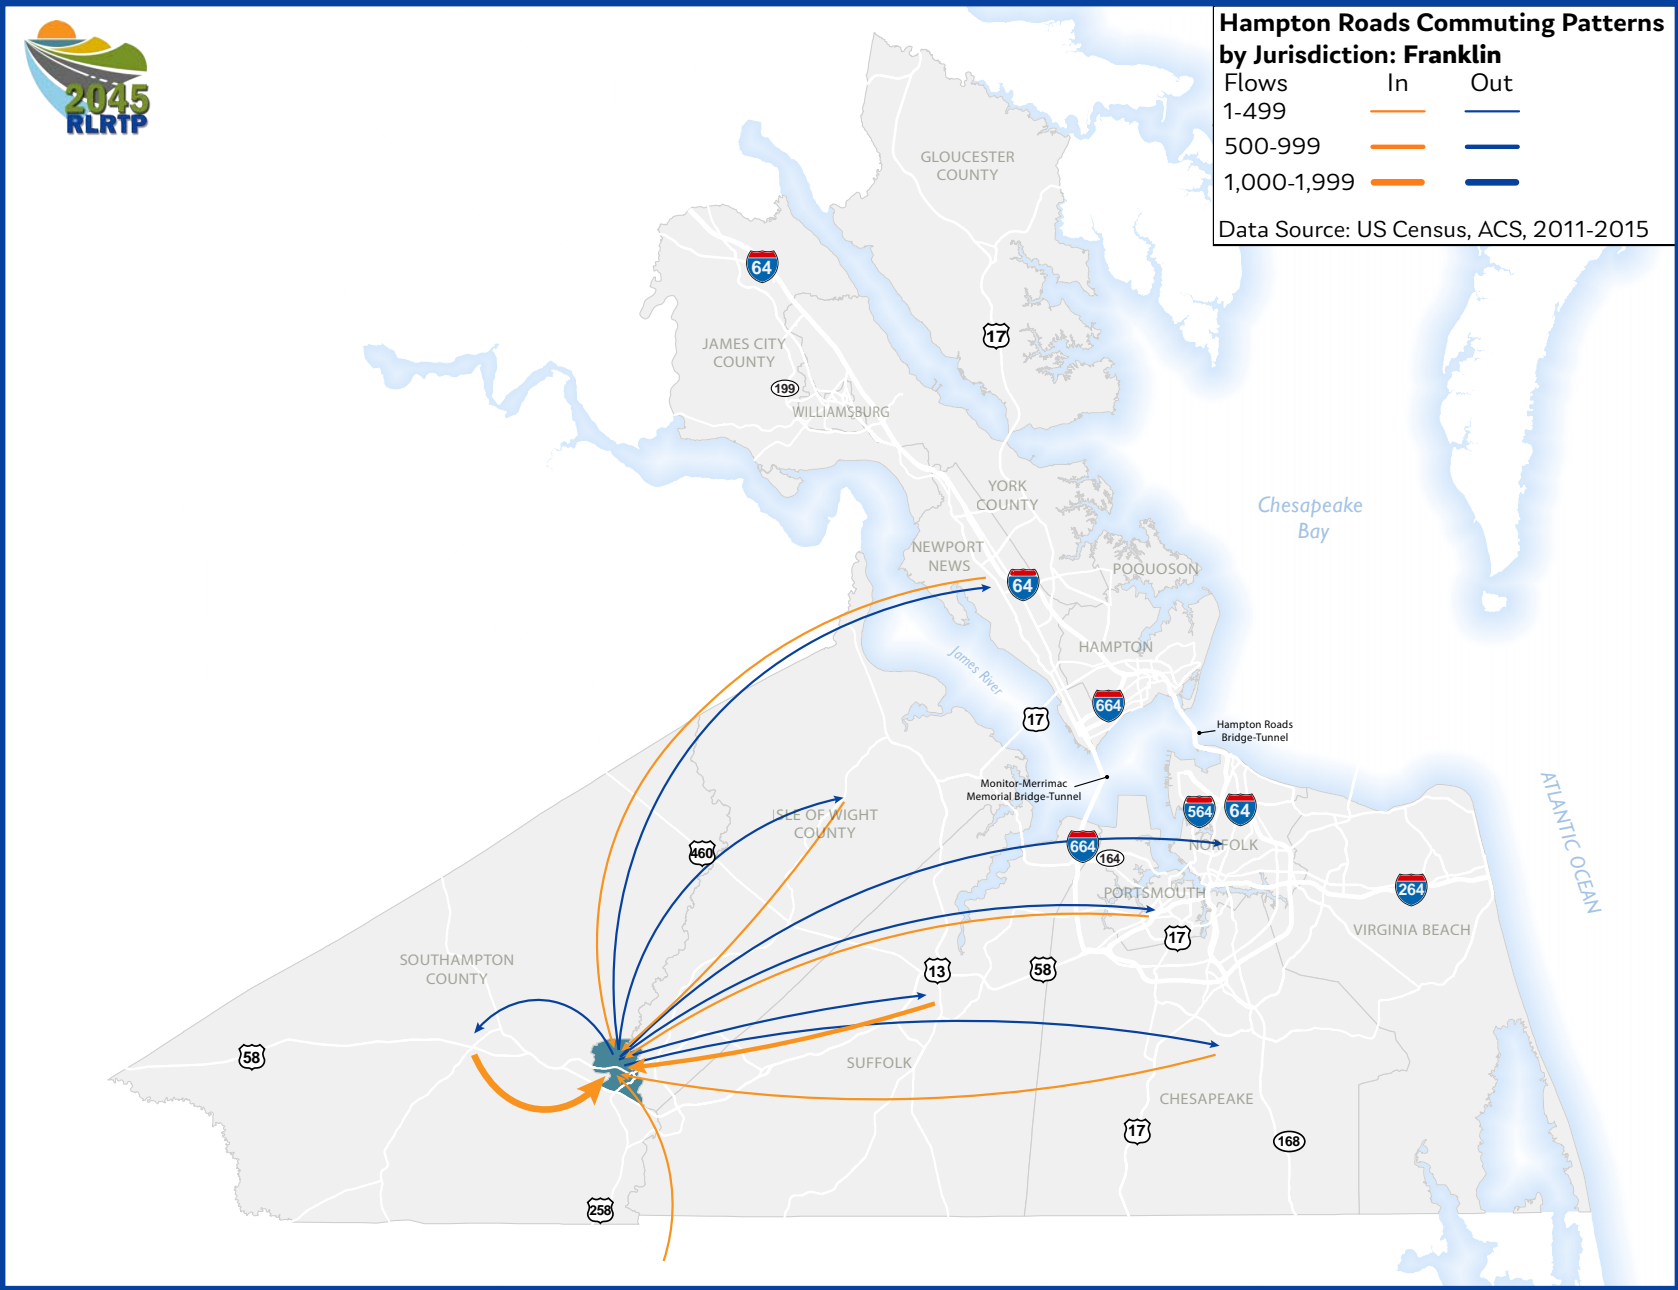 2045
RLRTP
Hampton Roads Commuting Patterns
by Jurisdiction: Franklin
Flows In Out
1-499
500-999
1,000-1,999
Data Source: US Census, ACS, 2011-2015
GLOUCESTER
COUNTY
64
17
JAMES CITY
COUNTY
199
WILLIAMSBURG
YORK
COUNTY
Chesapeake
Bay
NEWPORT
NEWS
64
POQUOSON
HAMPTON
James River
664
17
Hampton Roads
Bridge-Tunnel
Monitor-Merrimac
Memorial Bridge-Tunnel
ATLANTIC OCEAN
564
64
ISLE OF WIGHT
COUNTY
460
664
164
NORFOLK
264
PORTSMOUTH
VIRGINIA BEACH
17
SOUTHAMPTON
COUNTY
13
58
58
SUFFOLK
CHESAPEAKE
17
168
258